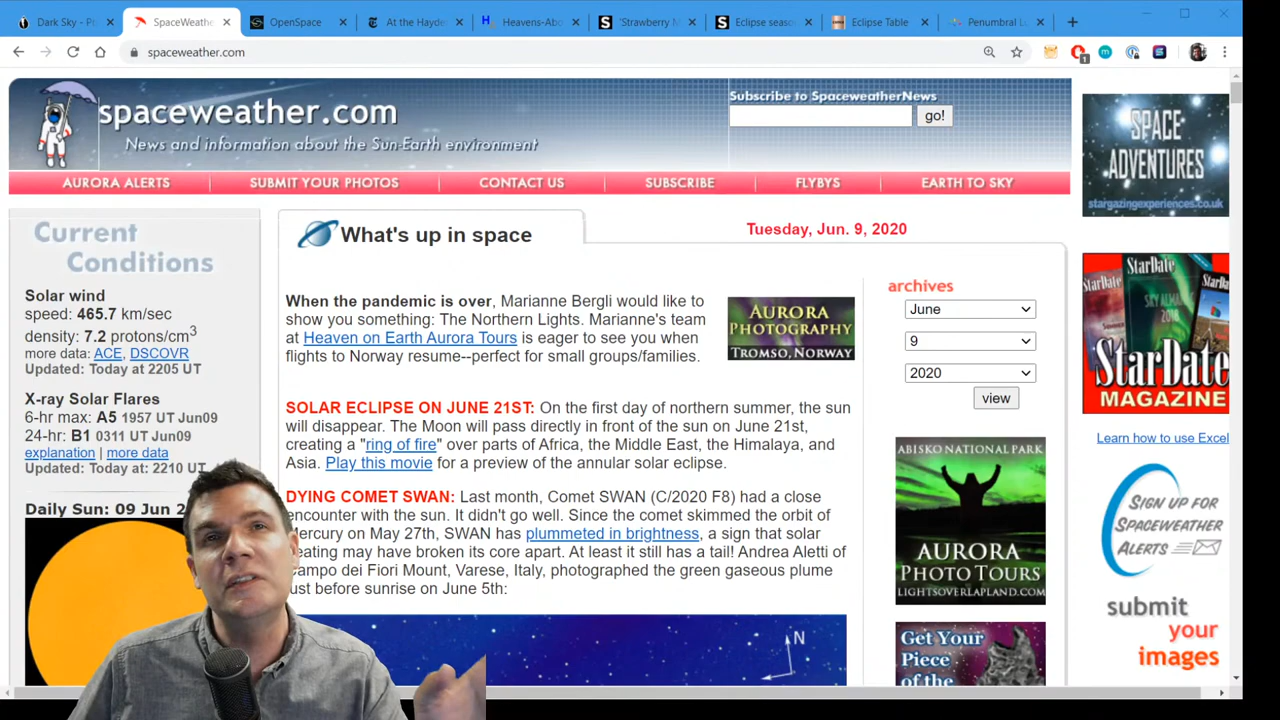 Dark Sky - P
SpaceWeathe
OpenSpace
At the Hayde
Heavens-Abo
'Strawberry M
Eclipse seaso
Eclipse Table
Penumbral L
spaceweather.com
spaceweather.com
News and information about the Sun-Earth environment
Subscribe to SpaceweatherNews
go!
AURORA ALERTS
SUBMIT YOUR PHOTOS
CONTACT US
SUBSCRIBE
FLYBYS
EARTH TO SKY
Current
Conditions
Solar wind
speed: 465.7 km/sec
density: 7.2 protons/cm3
more data: ACE, DSCOVR
Updated: Today at 2205 UT
X-ray Solar Flares
6-hr max: A5 1957 UT Jun09
24-hr: B1 0311 UT Jun09
explanation | more data
Updated: Today at: 2210 UT
Daily Sun: 09 Jun 2
What's up in space
Tuesday, Jun. 9, 2020
When the pandemic is over, Marianne Bergli would like to
show you something: The Northern Lights. Marianne's team
at Heaven on Earth Aurora Tours is eager to see you when
flights to Norway resume--perfect for small groups/families.
AURORA
PHOTOGRAPHY
TROMSO, NORWAY
SOLAR ECLIPSE ON JUNE 21ST: On the first day of northern summer, the sun
will disappear. The Moon will pass directly in front of the sun on June 21st,
creating a "ring of fire" over parts of Africa, the Middle East, the Himalaya, and
Asia. Play this movie for a preview of the annular solar eclipse.
DYING COMET SWAN: Last month, Comet SWAN (C/2020 F8) had a close
encounter with the sun. It didn't go well. Since the comet skimmed the orbit of
Mercury on May 27th, SWAN has plummeted in brightness, a sign that solar
heating may have broken its core apart. At least it still has a tail! Andrea Aletti of
Campo dei Fiori Mount, Varese, Italy, photographed the green gaseous plume
just before sunrise on June 5th:
N
archives
June
9
2020
view
ABISKO NATIONAL PARK
AURORA
PHOTO TOURS
LIGHTSOVERLAPLAND.COM
Get Your
Piece
of the
SPACE
ADVENTURES
stargazingexperiences.co.uk
StarDate
StarDate
SKY ALMA
2018
StarDate
MAGAZINE
Learn how to use Excel
SIGN UP FOR
SPACEWEATHER
ALERTS
submit
your
images